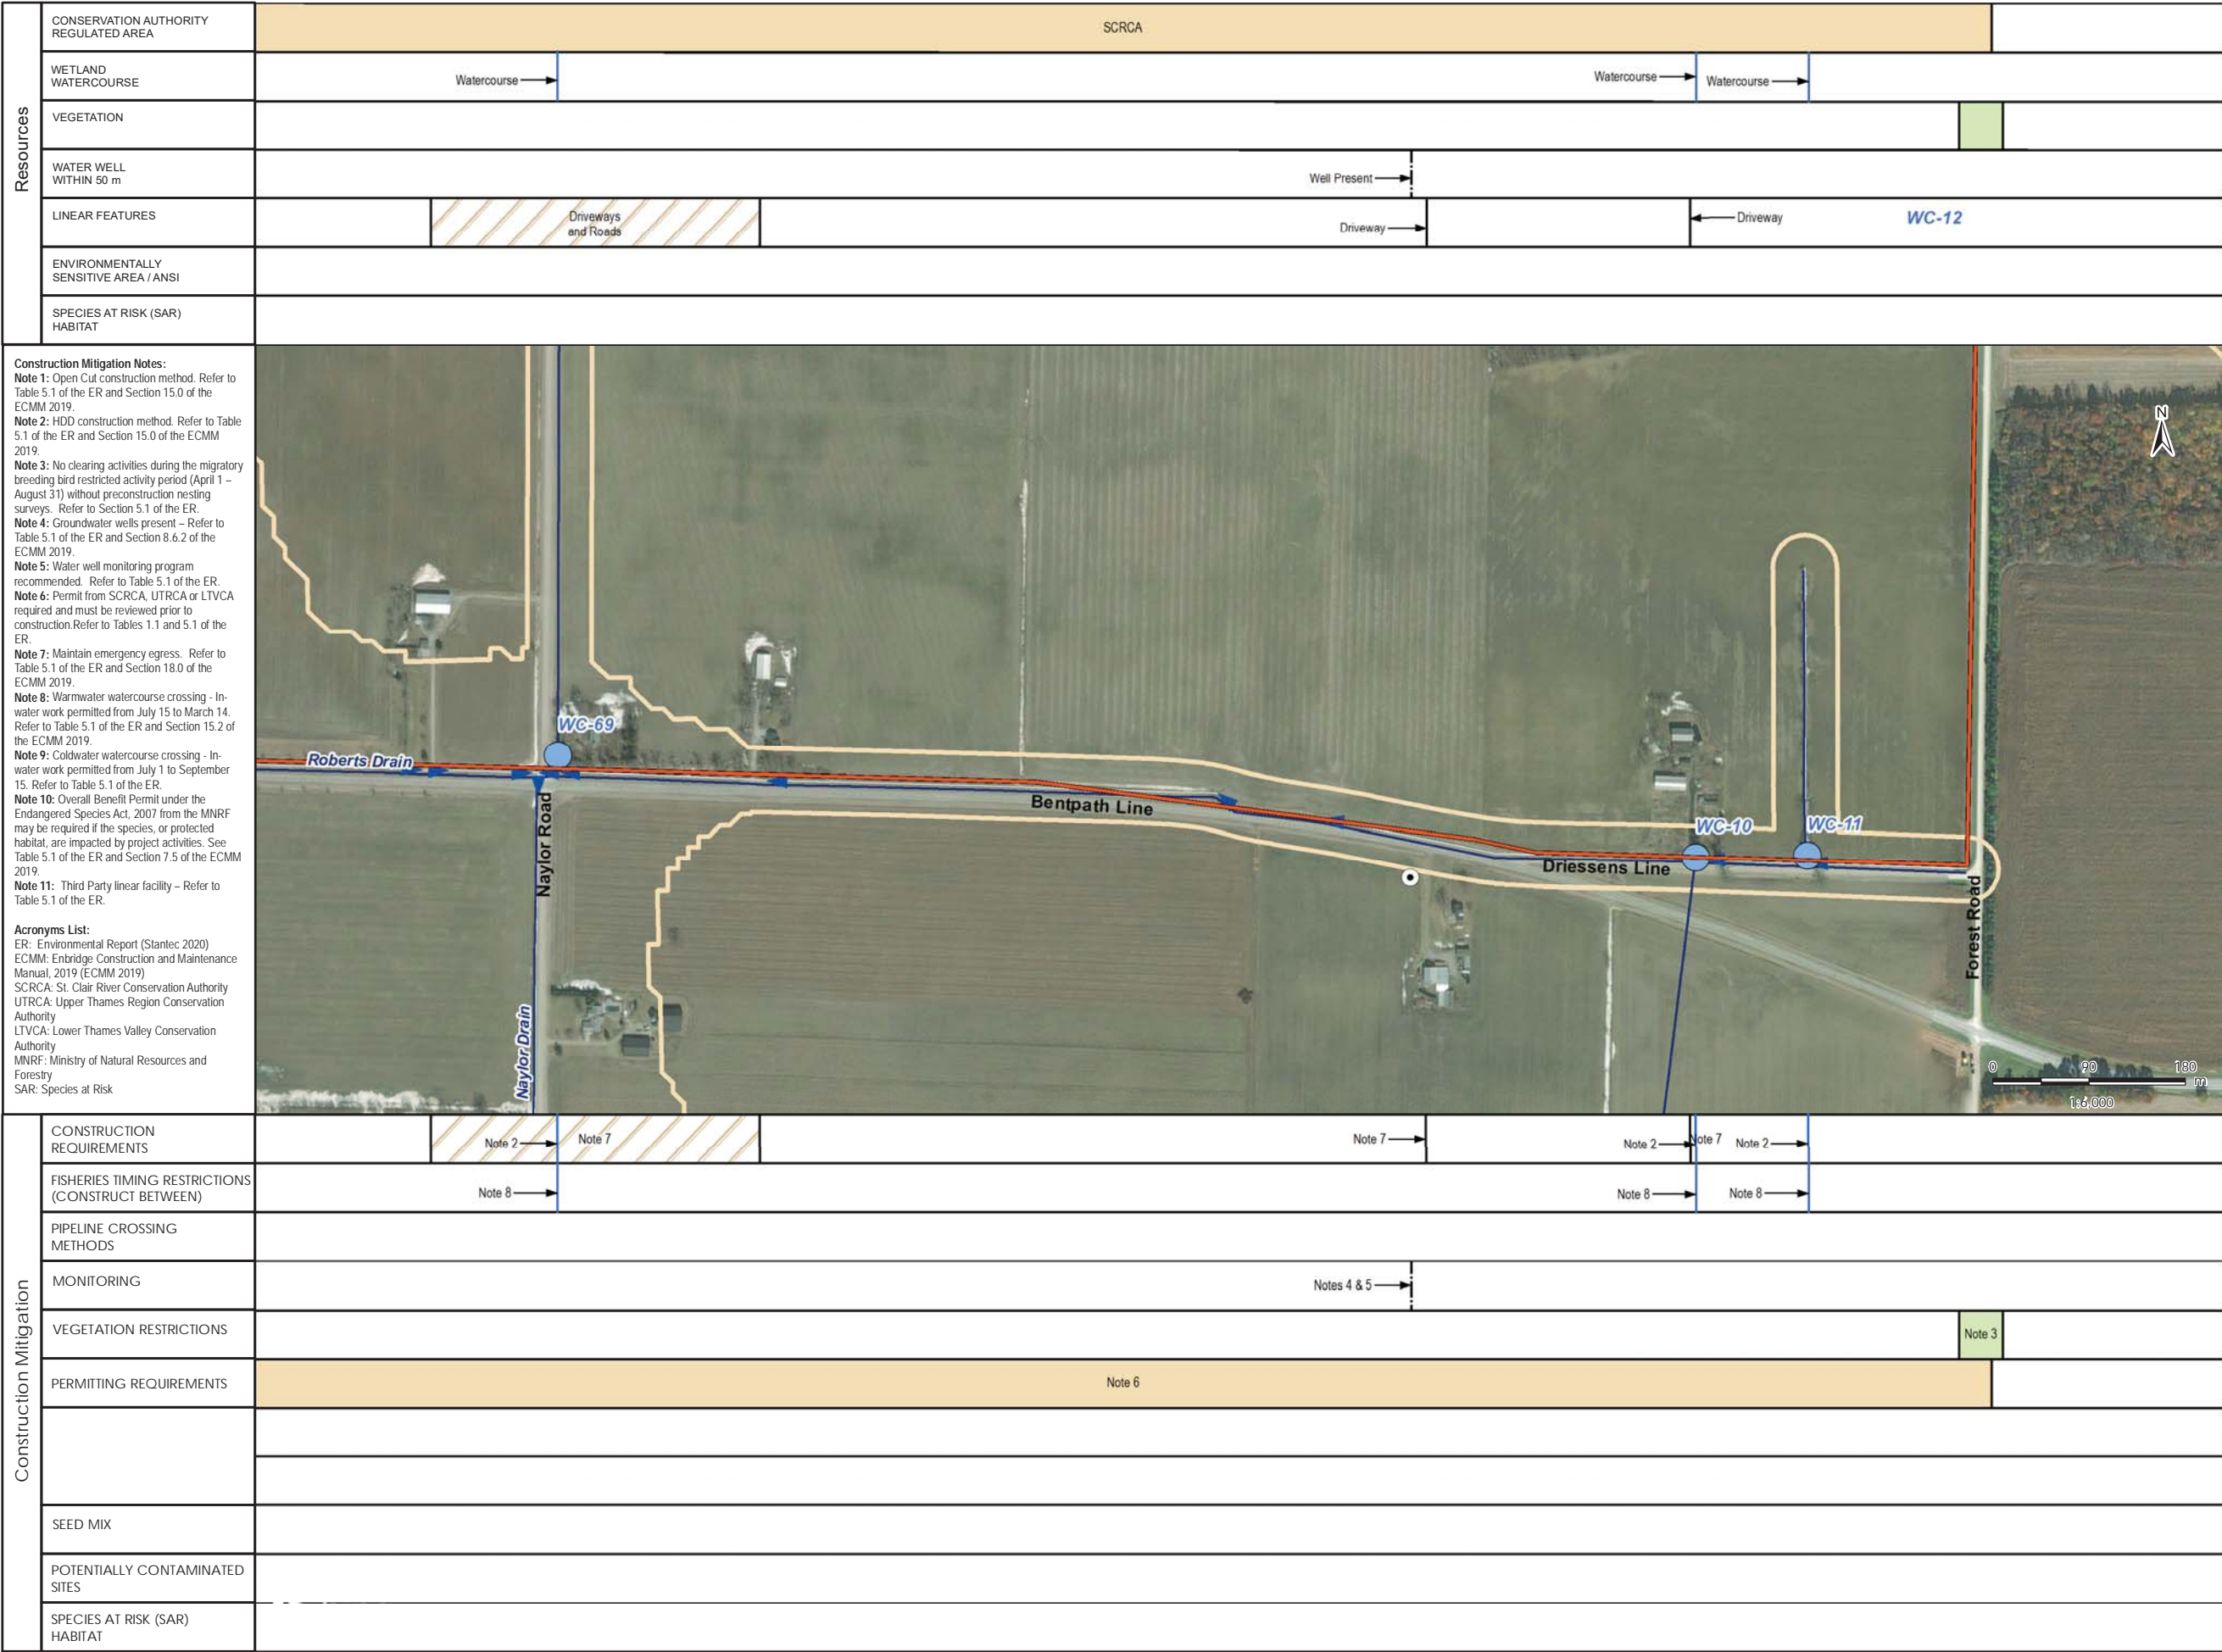 Resources
CONSERVATION AUTHORITY
REGULATED AREA
SCRCA
WETLAND
WATERCOURSE
Watercourse
Watercourse
Watercourse
VEGETATION
WATER WELL
WITHIN 50 m
Well Present
LINEAR FEATURES
Driveways
and Roads
Driveway
Driveway
WC-12
ENVIRONMENTALLY
SENSITIVE AREA / ANSI
SPECIES AT RISK (SAR)
HABITAT
Construction Mitigation Notes:
Note 1: Open Cut construction method. Refer to
Table 5.1 of the ER and Section 15.0 of the
ECMM 2019.
Note 2: HDD construction method. Refer to Table
5.1 of the ER and Section 15.0 of the ECMM
2019.
Note 3: No clearing activities during the migratory
breeding bird restricted activity period (April 1 –
August 31) without preconstruction nesting
surveys. Refer to Section 5.1 of the ER.
Note 4: Groundwater wells present – Refer to
Table 5.1 of the ER and Section 8.6.2 of the
ECMM 2019.
Note 5: Water well monitoring program
recommended. Refer to Table 5.1 of the ER.
Note 6: Permit from SCRCA, UTRCA or LTVCA
required and must be reviewed prior to
construction.Refer to Tables 1.1 and 5.1 of the
ER.
Note 7: Maintain emergency egress. Refer to
Table 5.1 of the ER and Section 18.0 of the
ECMM 2019.
Note 8: Warmwater watercourse crossing - In-
water work permitted from July 15 to March 14.
Refer to Table 5.1 of the ER and Section 15.2 of
the ECMM 2019.
Note 9: Coldwater watercourse crossing - In-
water work permitted from July 1 to September
15. Refer to Table 5.1 of the ER.
Note 10: Overall Benefit Permit under the
Endangered Species Act, 2007 from the MNRF
may be required if the species, or protected
habitat, are impacted by project activities. See
Table 5.1 of the ER and Section 7.5 of the ECMM
2019.
Note 11: Third Party linear facility – Refer to
Table 5.1 of the ER.
Acronyms List:
ER: Environmental Report (Stantec 2020)
ECMM: Enbridge Construction and Maintenance
Manual, 2019 (ECMM 2019)
SCRCA: St. Clair River Conservation Authority
UTRCA: Upper Thames Region Conservation
Authority
LTVCA: Lower Thames Valley Conservation
Authority
MNRF: Ministry of Natural Resources and
Forestry
SAR: Species at Risk
N
WC-69
Roberts Drain
Naylor Road
Bentpath Line
WC-10
WC-11
Driessens Line
Forest Road
Naylor Drain
0 90 180
m
1:6,000
Construction Mitigation
CONSTRUCTION
REQUIREMENTS
Note 2
Note 7
Note 7
Note 2
Note 7
Note 2
FISHERIES TIMING RESTRICTIONS
(CONSTRUCT BETWEEN)
Note 8
Note 8
Note 8
PIPELINE CROSSING
METHODS
MONITORING
Notes 4 & 5
VEGETATION RESTRICTIONS
Note 3
PERMITTING REQUIREMENTS
Note 6
SEED MIX
POTENTIALLY CONTAMINATED
SITES
SPECIES AT RISK (SAR)
HABITAT